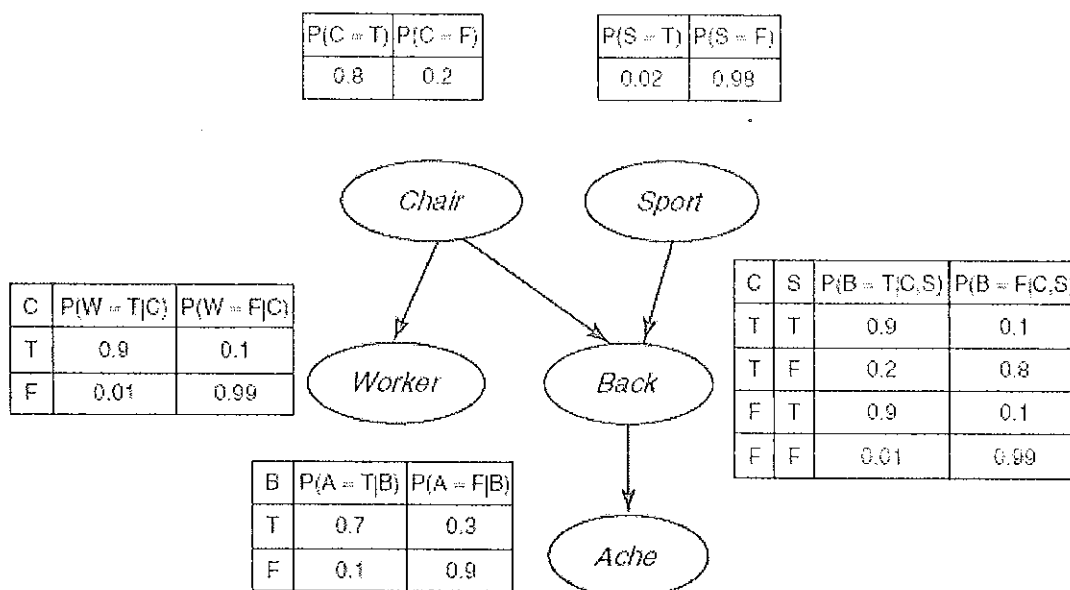 P(C = T) P(C = F)
0.8 0.2
P(S = T) P(S = F)
0.02 0.98
Chair
Sport
C P(W = T|C) P(W = F|C)
T 0.9 0.1
F 0.01 0.99
Worker
Back
C S P(B = T|C,S) P(B = F|C,S)
T T 0.9 0.1
T F 0.2 0.8
F T 0.9 0.1
F F 0.01 0.99
B P(A = T|B) P(A = F|B)
T 0.7 0.3
F 0.1 0.9
Ache